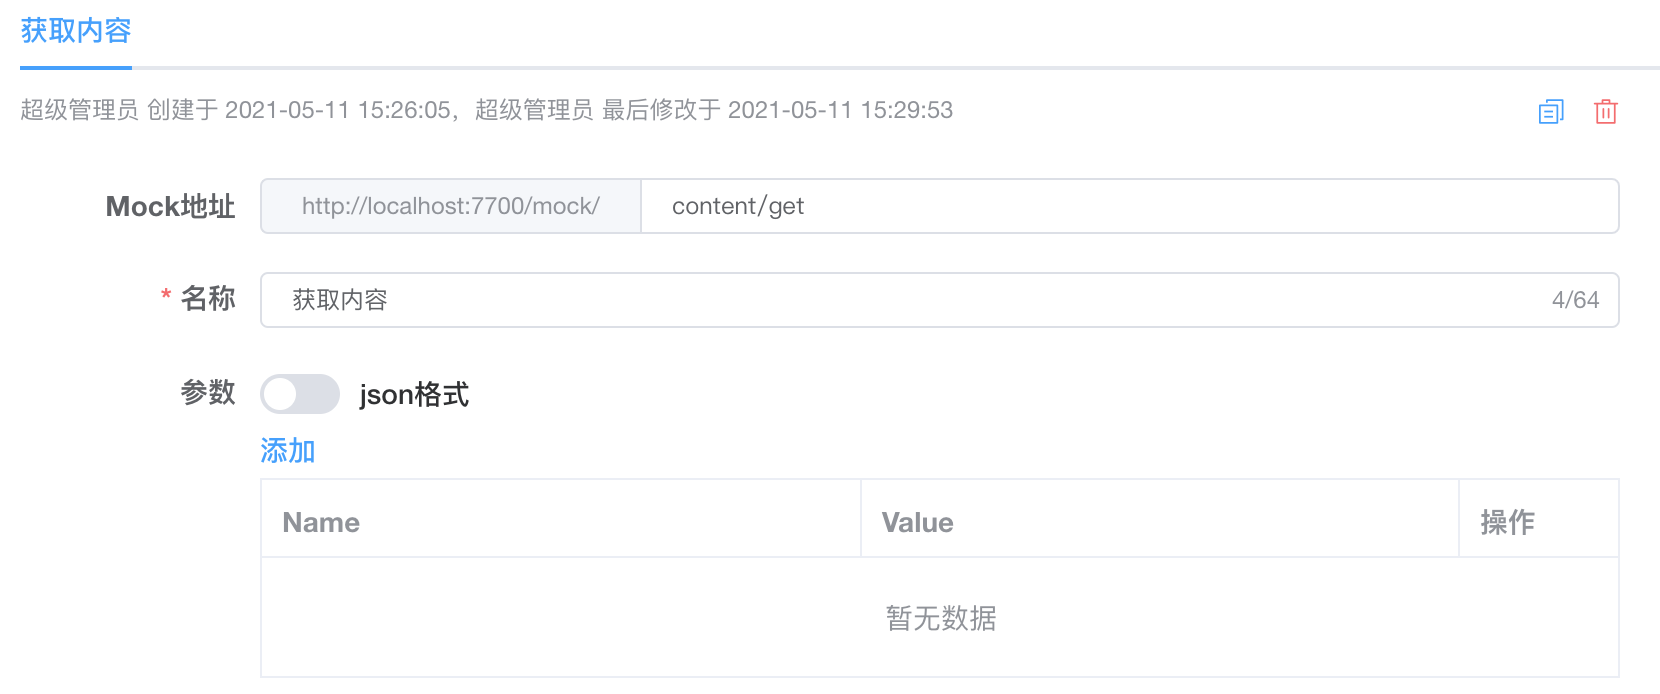 获取内容
超级管理员 创建于 2021-05-11 15:26:05，超级管理员 最后修改于 2021-05-11 15:29:53
Mock地址 http://localhost:7700/mock/ content/get
* 名称 获取内容 4/64
参数 json格式
添加
Name Value 操作
暂无数据